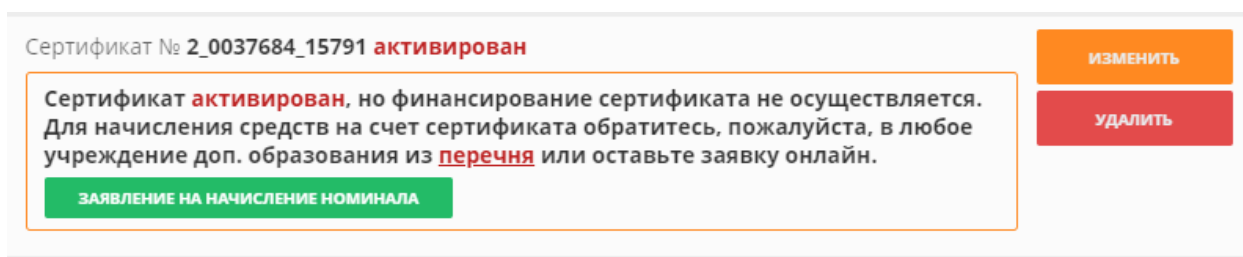 Сертификат № 2_0037684_15791 активирован
ИЗМЕНИТЬ
Сертификат активирован, но финансирование сертификата не осуществляется.
Для начисления средств на счет сертификата обратитесь, пожалуйста, в любое
учреждение доп. образования из перечня или оставьте заявку онлайн.
УДАЛИТЬ
ЗАЯВЛЕНИЕ НА НАЧИСЛЕНИЕ НОМИНАЛА